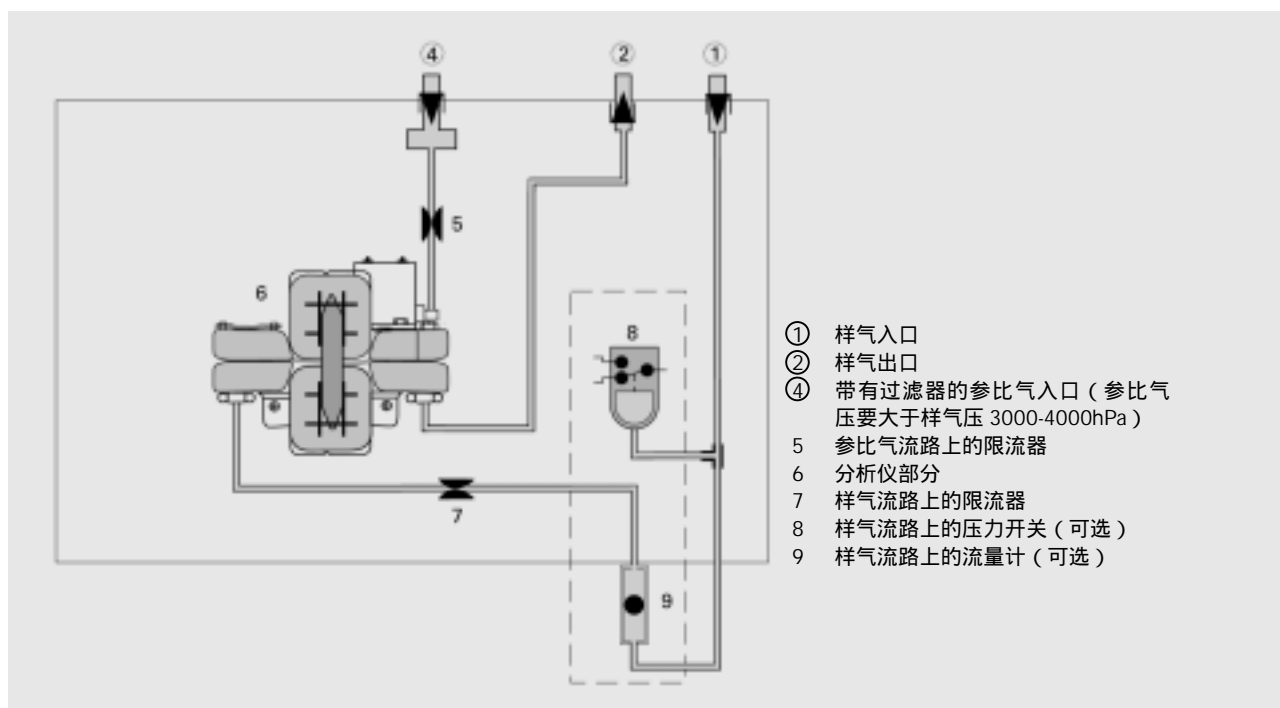 ④
②
①
5
6
8
7
9
① 样气入口
② 样气出口
④ 带有过滤器的参比气入口（参比气
压要大于样气压 3000-4000hPa）
5 参比气流路上的限流器
6 分析仪部分
7 样气流路上的限流器
8 样气流路上的压力开关（可选）
9 样气流路上的流量计（可选）